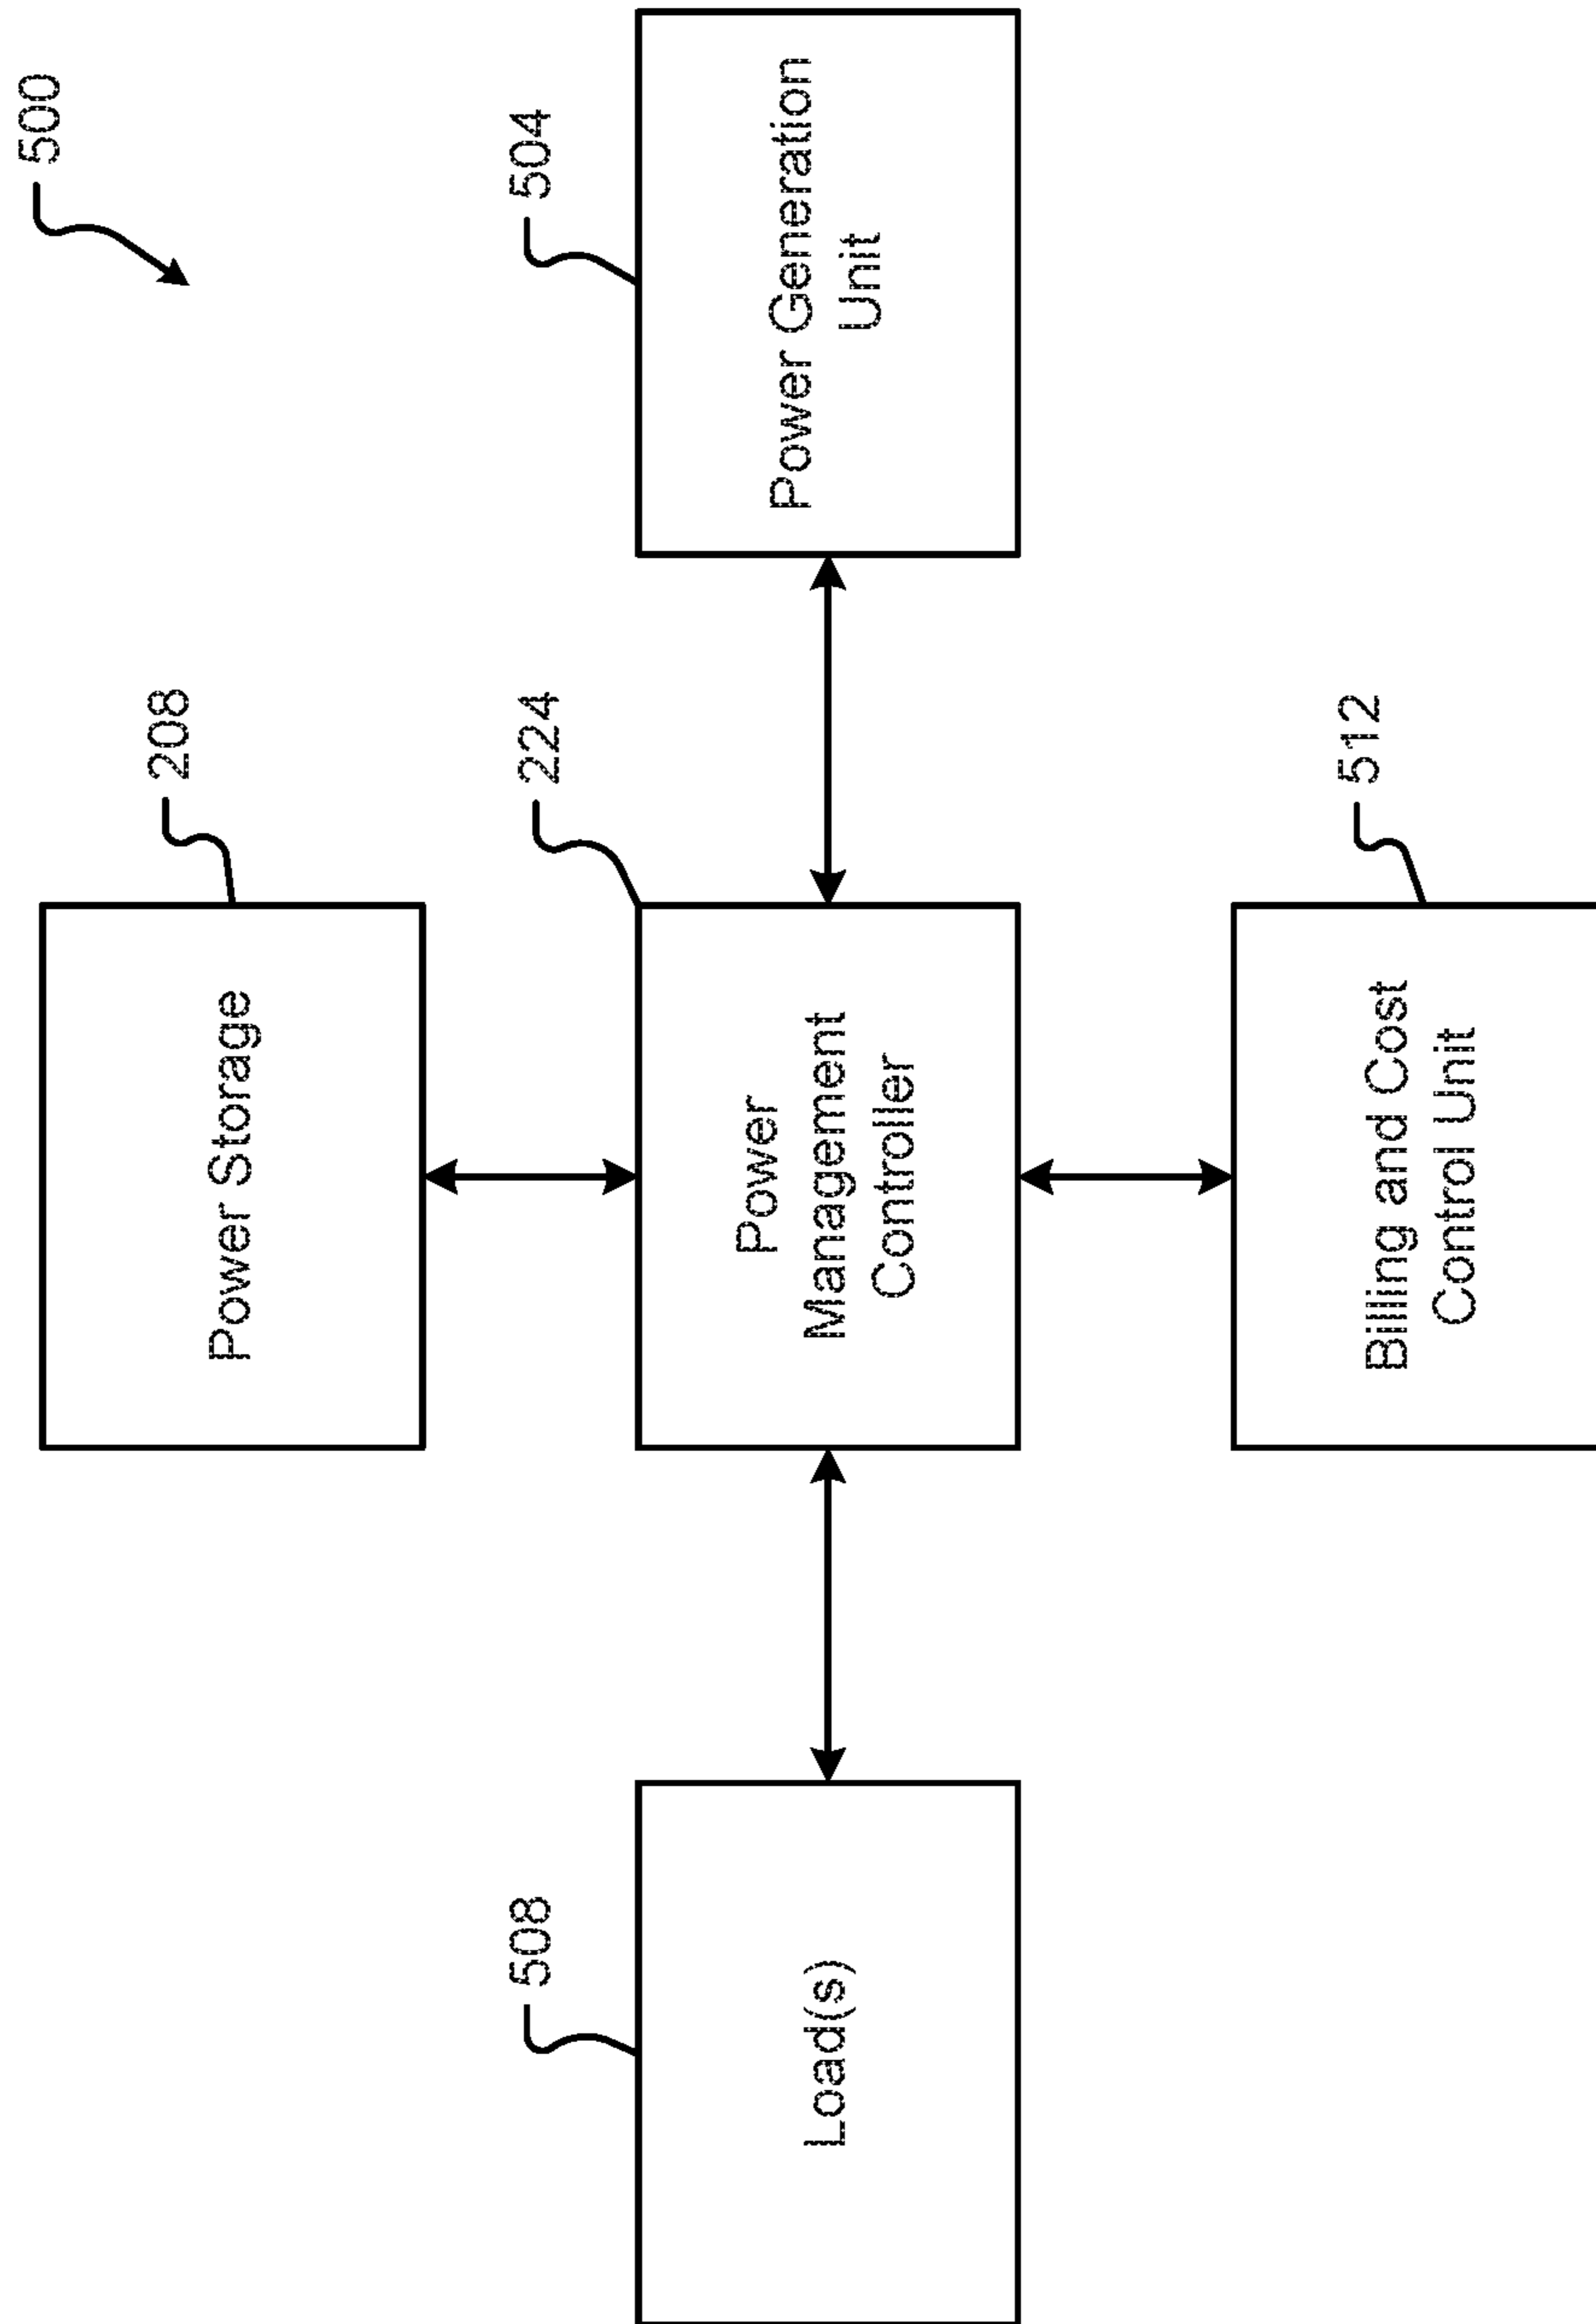 500
208
Power Storage
508
Load(s)
224
Power
Management
Controller
504
Power Generation
Unit
512
Billing and Cost
Control Unit